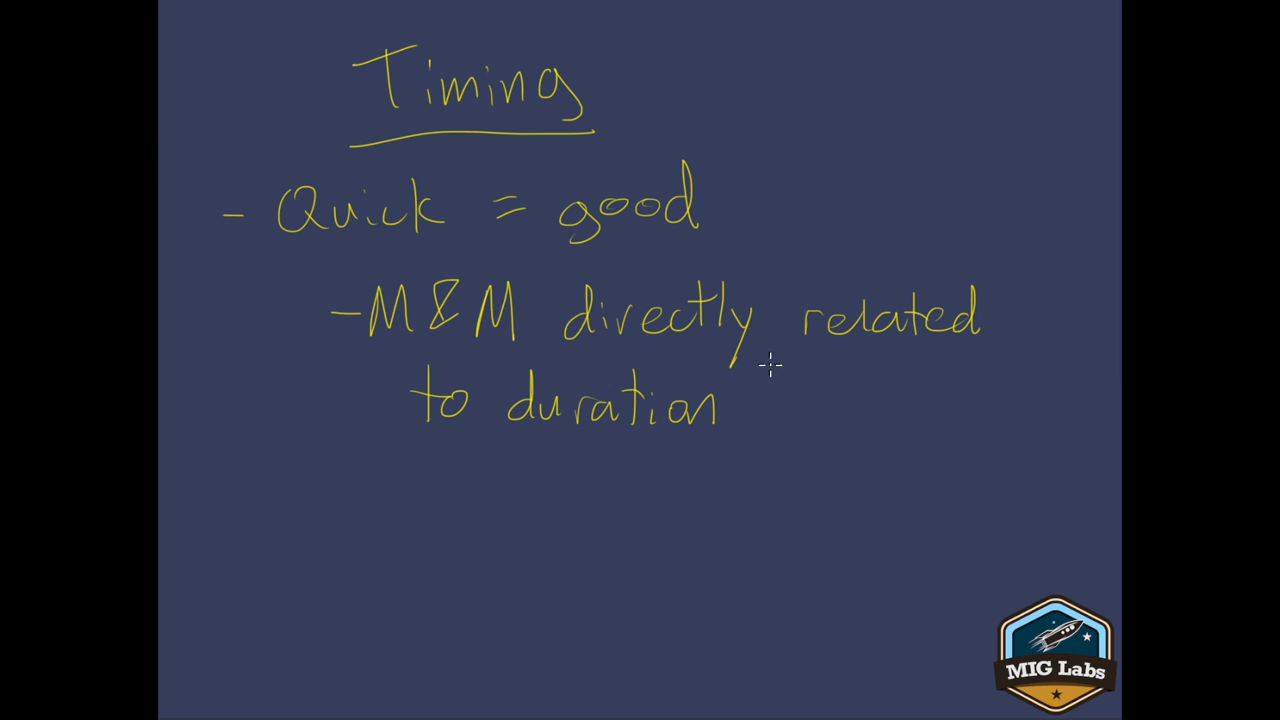 Timing
- Quick = good
- M&M directly related
to duration
MIG Labs